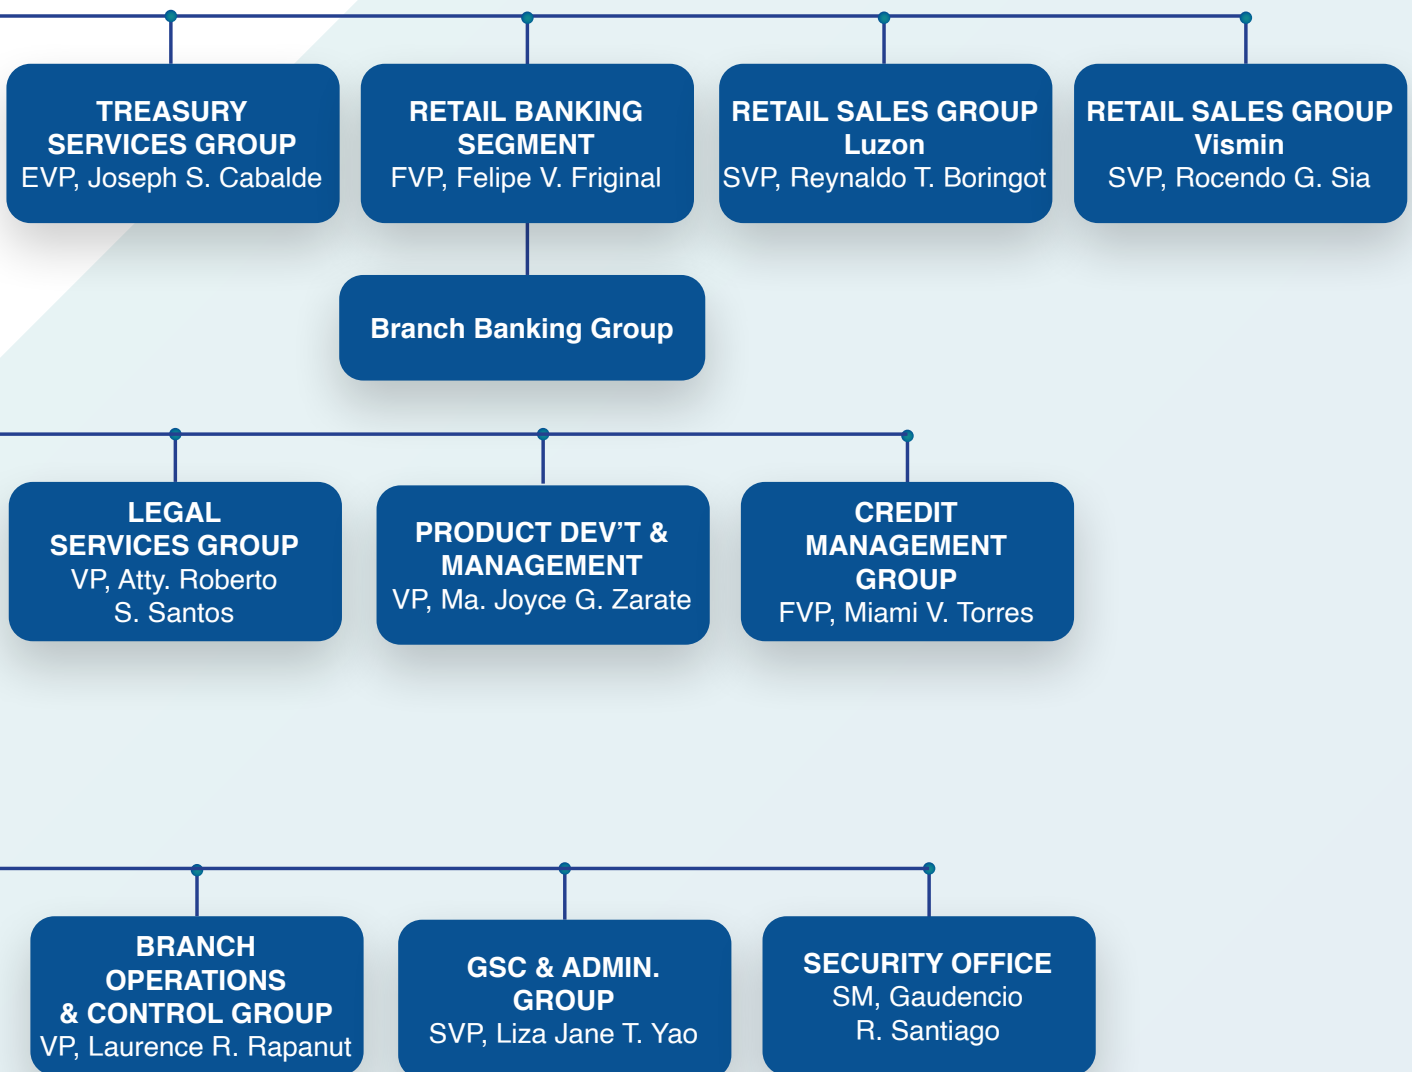 TREASURY
SERVICES GROUP
EVP, Joseph S. Cabalde
RETAIL BANKING
SEGMENT
FVP, Felipe V. Friginal
RETAIL SALES GROUP
Luzon
SVP, Reynaldo T. Boringot
RETAIL SALES GROUP
Vismin
SVP, Rocendo G. Sia
Branch Banking Group
LEGAL
SERVICES GROUP
VP, Atty. Roberto
S. Santos
PRODUCT DEV’T &
MANAGEMENT
VP, Ma. Joyce G. Zarate
CREDIT
MANAGEMENT
GROUP
FVP, Miami V. Torres
BRANCH
OPERATIONS
& CONTROL GROUP
VP, Laurence R. Rapanut
GSC & ADMIN.
GROUP
SVP, Liza Jane T. Yao
SECURITY OFFICE
SM, Gaudencio
R. Santiago